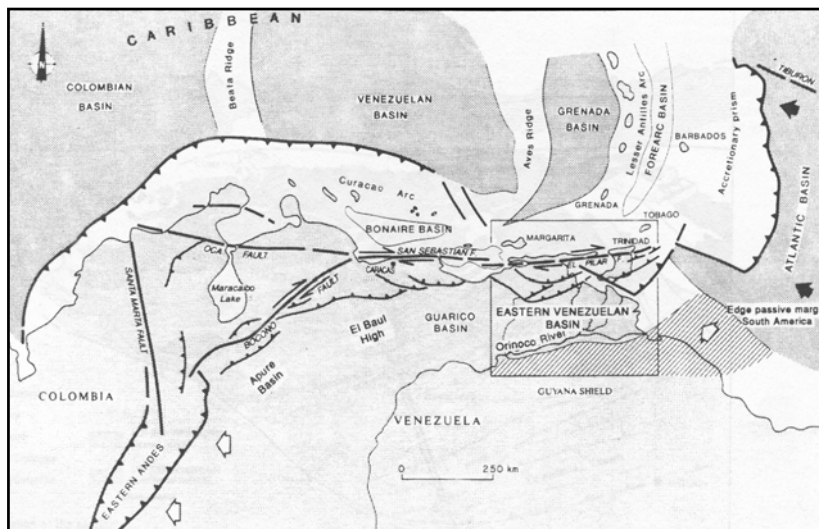 CARIBBEAN
N
COLOMBIAN
BASIN
Beata Ridge
VENEZUELAN
BASIN
Aves Ridge
GRENADA
BASIN
Lesser Antilles Arc
FOREARC BASIN
BARBADOS
Accretionary prism
TIBURON
ATLANTIC BASIN
Curacao Arc
GRENADA
TOBAGO
BONAIRE BASIN
MARGARITA
TRINIDAD
OCA FAULT
SAN SEBASTIAN F.
CARACAS
EL PILAR
SANTA MARTA FAULT
Maracaibo
Lake
BOCONO FAULT
El Baul
High
GUARICO
BASIN
EASTERN VENEZUELAN
BASIN
Edge passive marg
South America
Orinoco River
Apure
Basin
COLOMBIA
GUYANA SHIELD
VENEZUELA
EASTERN ANDES
0 250 km